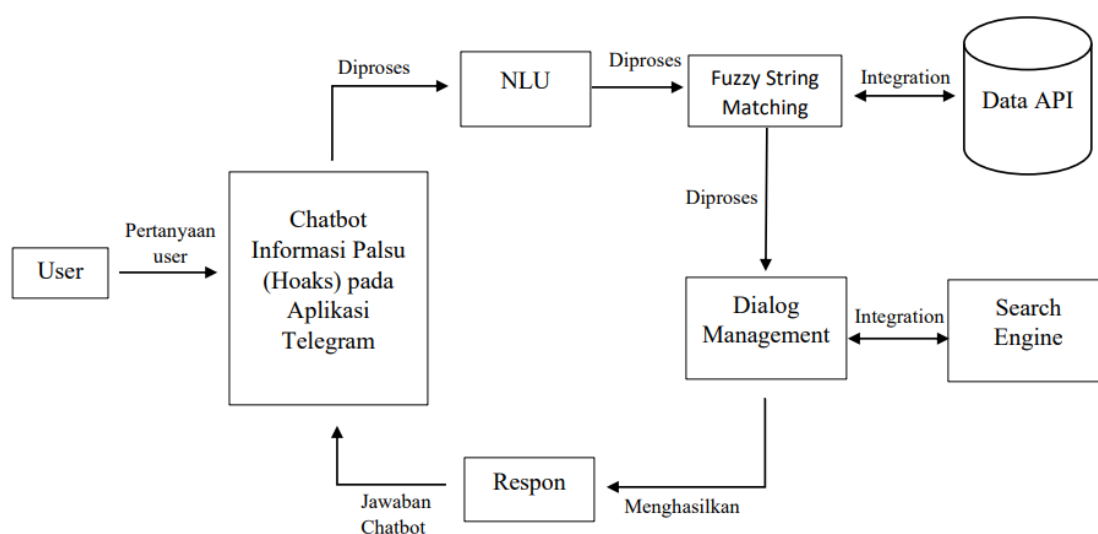 Diproses
NLU
Diproses
Fuzzy String
Matching
Integration
Data API
User
Pertanyaan
user
Chatbot
Informasi Palsu
(Hoaks) pada
Aplikasi
Telegram
Diproses
Dialog
Management
Integration
Search
Engine
Menghasilkan
Respon
Jawaban
Chatbot